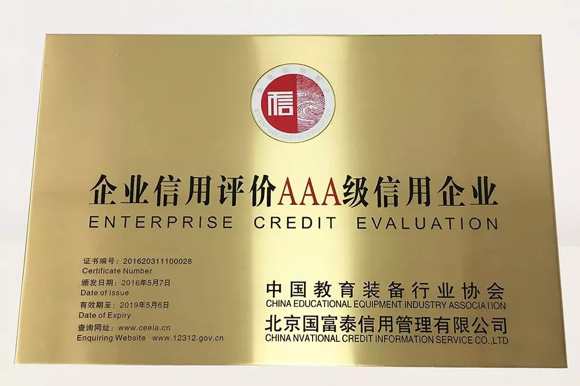 信
企业信用评价AAA级信用企业
ENTERPRISE CREDIT EVALUATION
证书编号：201620311100028
Certificate Number
颁发日期：2016年5月7日
Date of Issue
有效期至：2019年5月6日
Date of Expiry
查询网址：www.ceeia.cn
Enquiring Website www.12312.gov.cn
中国教育装备行业协会
CHINA EDUCATIONAL EQUIPMENT INDUSTRY ASSOCIATION
北京国富泰信用管理有限公司
CHINA NVATIONAL CREDIT INFORMATION SERVICE CO.,LTD